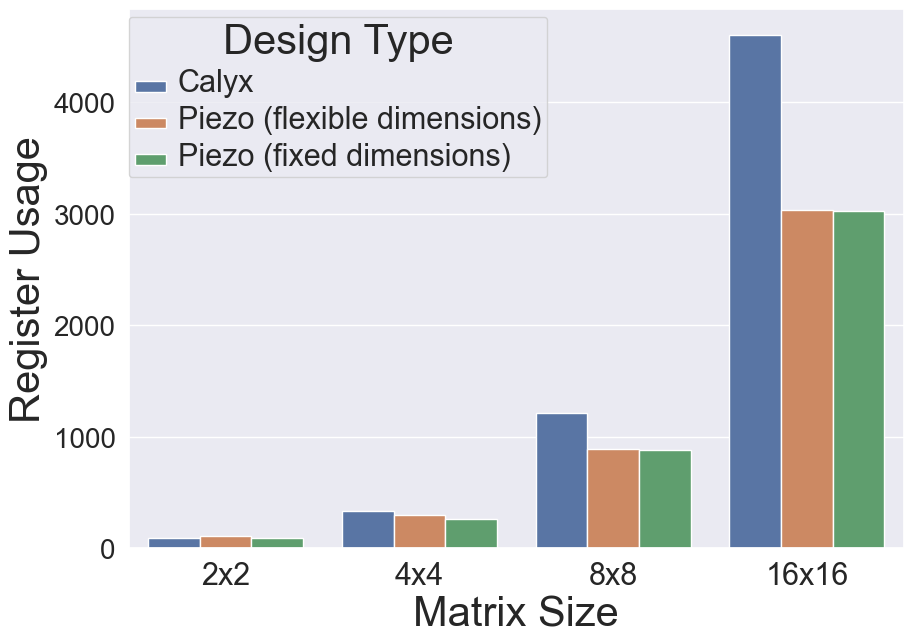 Design Type
Calyx
Piezo (flexible dimensions)
Piezo (fixed dimensions)
Register Usage
4000
3000
2000
1000
0
2x2 4x4 8x8 16x16
Matrix Size